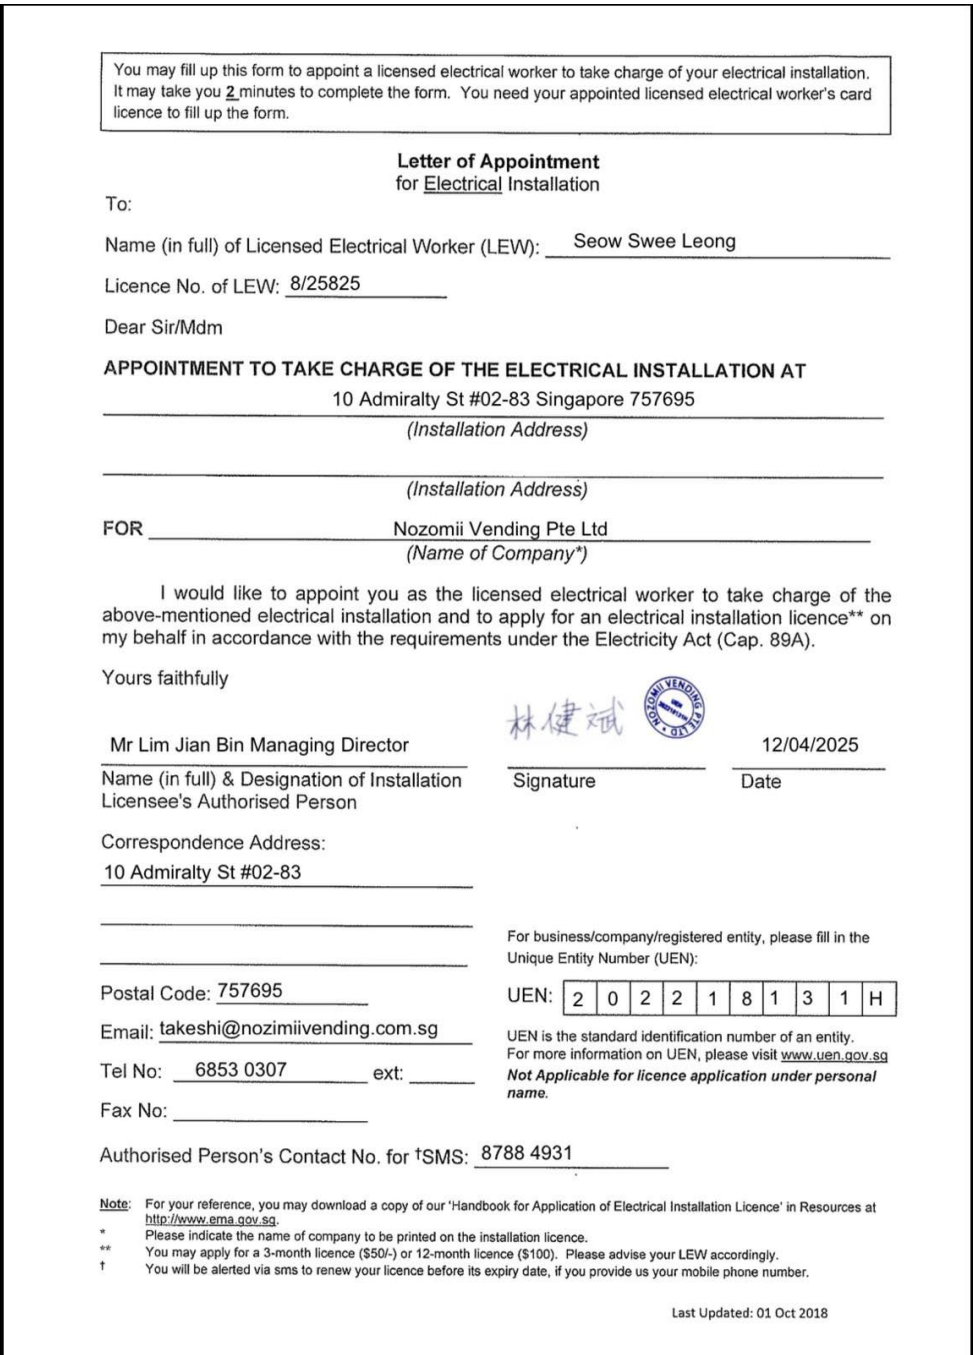 You may fill up this form to appoint a licensed electrical worker to take charge of your electrical installation.
It may take you 2 minutes to complete the form. You need your appointed licensed electrical worker's card
licence to fill up the form.
Letter of Appointment
for Electrical Installation
To:
Name (in full) of Licensed Electrical Worker (LEW): Seow Swee Leong
Licence No. of LEW: 8/25825
Dear Sir/Mdm
APPOINTMENT TO TAKE CHARGE OF THE ELECTRICAL INSTALLATION AT
10 Admiralty St #02-83 Singapore 757695
(Installation Address)
(Installation Address)
FOR Nozomii Vending Pte Ltd
(Name of Company*)
I would like to appoint you as the licensed electrical worker to take charge of the
above-mentioned electrical installation and to apply for an electrical installation licence** on
my behalf in accordance with the requirements under the Electricity Act (Cap. 89A).
Yours faithfully
林健斌
NOZOMII VENDING PTE LTD
UEN
Mr Lim Jian Bin Managing Director 12/04/2025
Name (in full) & Designation of Installation Signature Date
Licensee's Authorised Person
Correspondence Address:
10 Admiralty St #02-83
For business/company/registered entity, please fill in the
Unique Entity Number (UEN):
Postal Code: 757695
UEN: 2 0 2 2 1 8 1 3 1 H
Email: takeshi@nozimiivending.com.sg
UEN is the standard identification number of an entity.
For more information on UEN, please visit www.uen.gov.sg
Tel No: 6853 0307 ext:
Not Applicable for licence application under personal
name.
Fax No:
Authorised Person's Contact No. for †SMS: 8788 4931
Note: For your reference, you may download a copy of our 'Handbook for Application of Electrical Installation Licence' in Resources at
http://www.ema.gov.sg.
* Please indicate the name of company to be printed on the installation licence.
** You may apply for a 3-month licence ($50/-) or 12-month licence ($100). Please advise your LEW accordingly.
† You will be alerted via sms to renew your licence before its expiry date, if you provide us your mobile phone number.
Last Updated: 01 Oct 2018